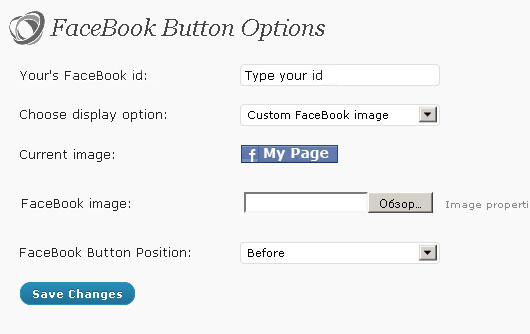 FaceBook Button Options
Your's FaceBook id: Type your id
Choose display option: Custom FaceBook image
Current image: f My Page
FaceBook image: Обзор... Image properti
FaceBook Button Position: Before
Save Changes